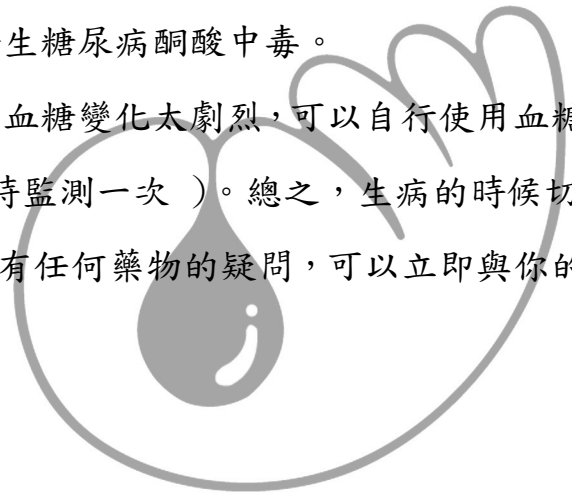 生糖尿病酮酸中毒。
血糖變化太劇烈，可以自行使用血糖
時監測一次 ）。總之，生病的時候切
有任何藥物的疑問，可以立即與你的